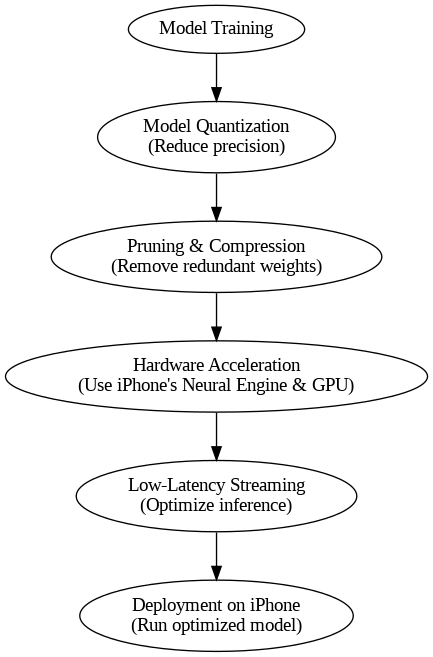 Model Training
Model Quantization
(Reduce precision)
Pruning & Compression
(Remove redundant weights)
Hardware Acceleration
(Use iPhone's Neural Engine & GPU)
Low-Latency Streaming
(Optimize inference)
Deployment on iPhone
(Run optimized model)